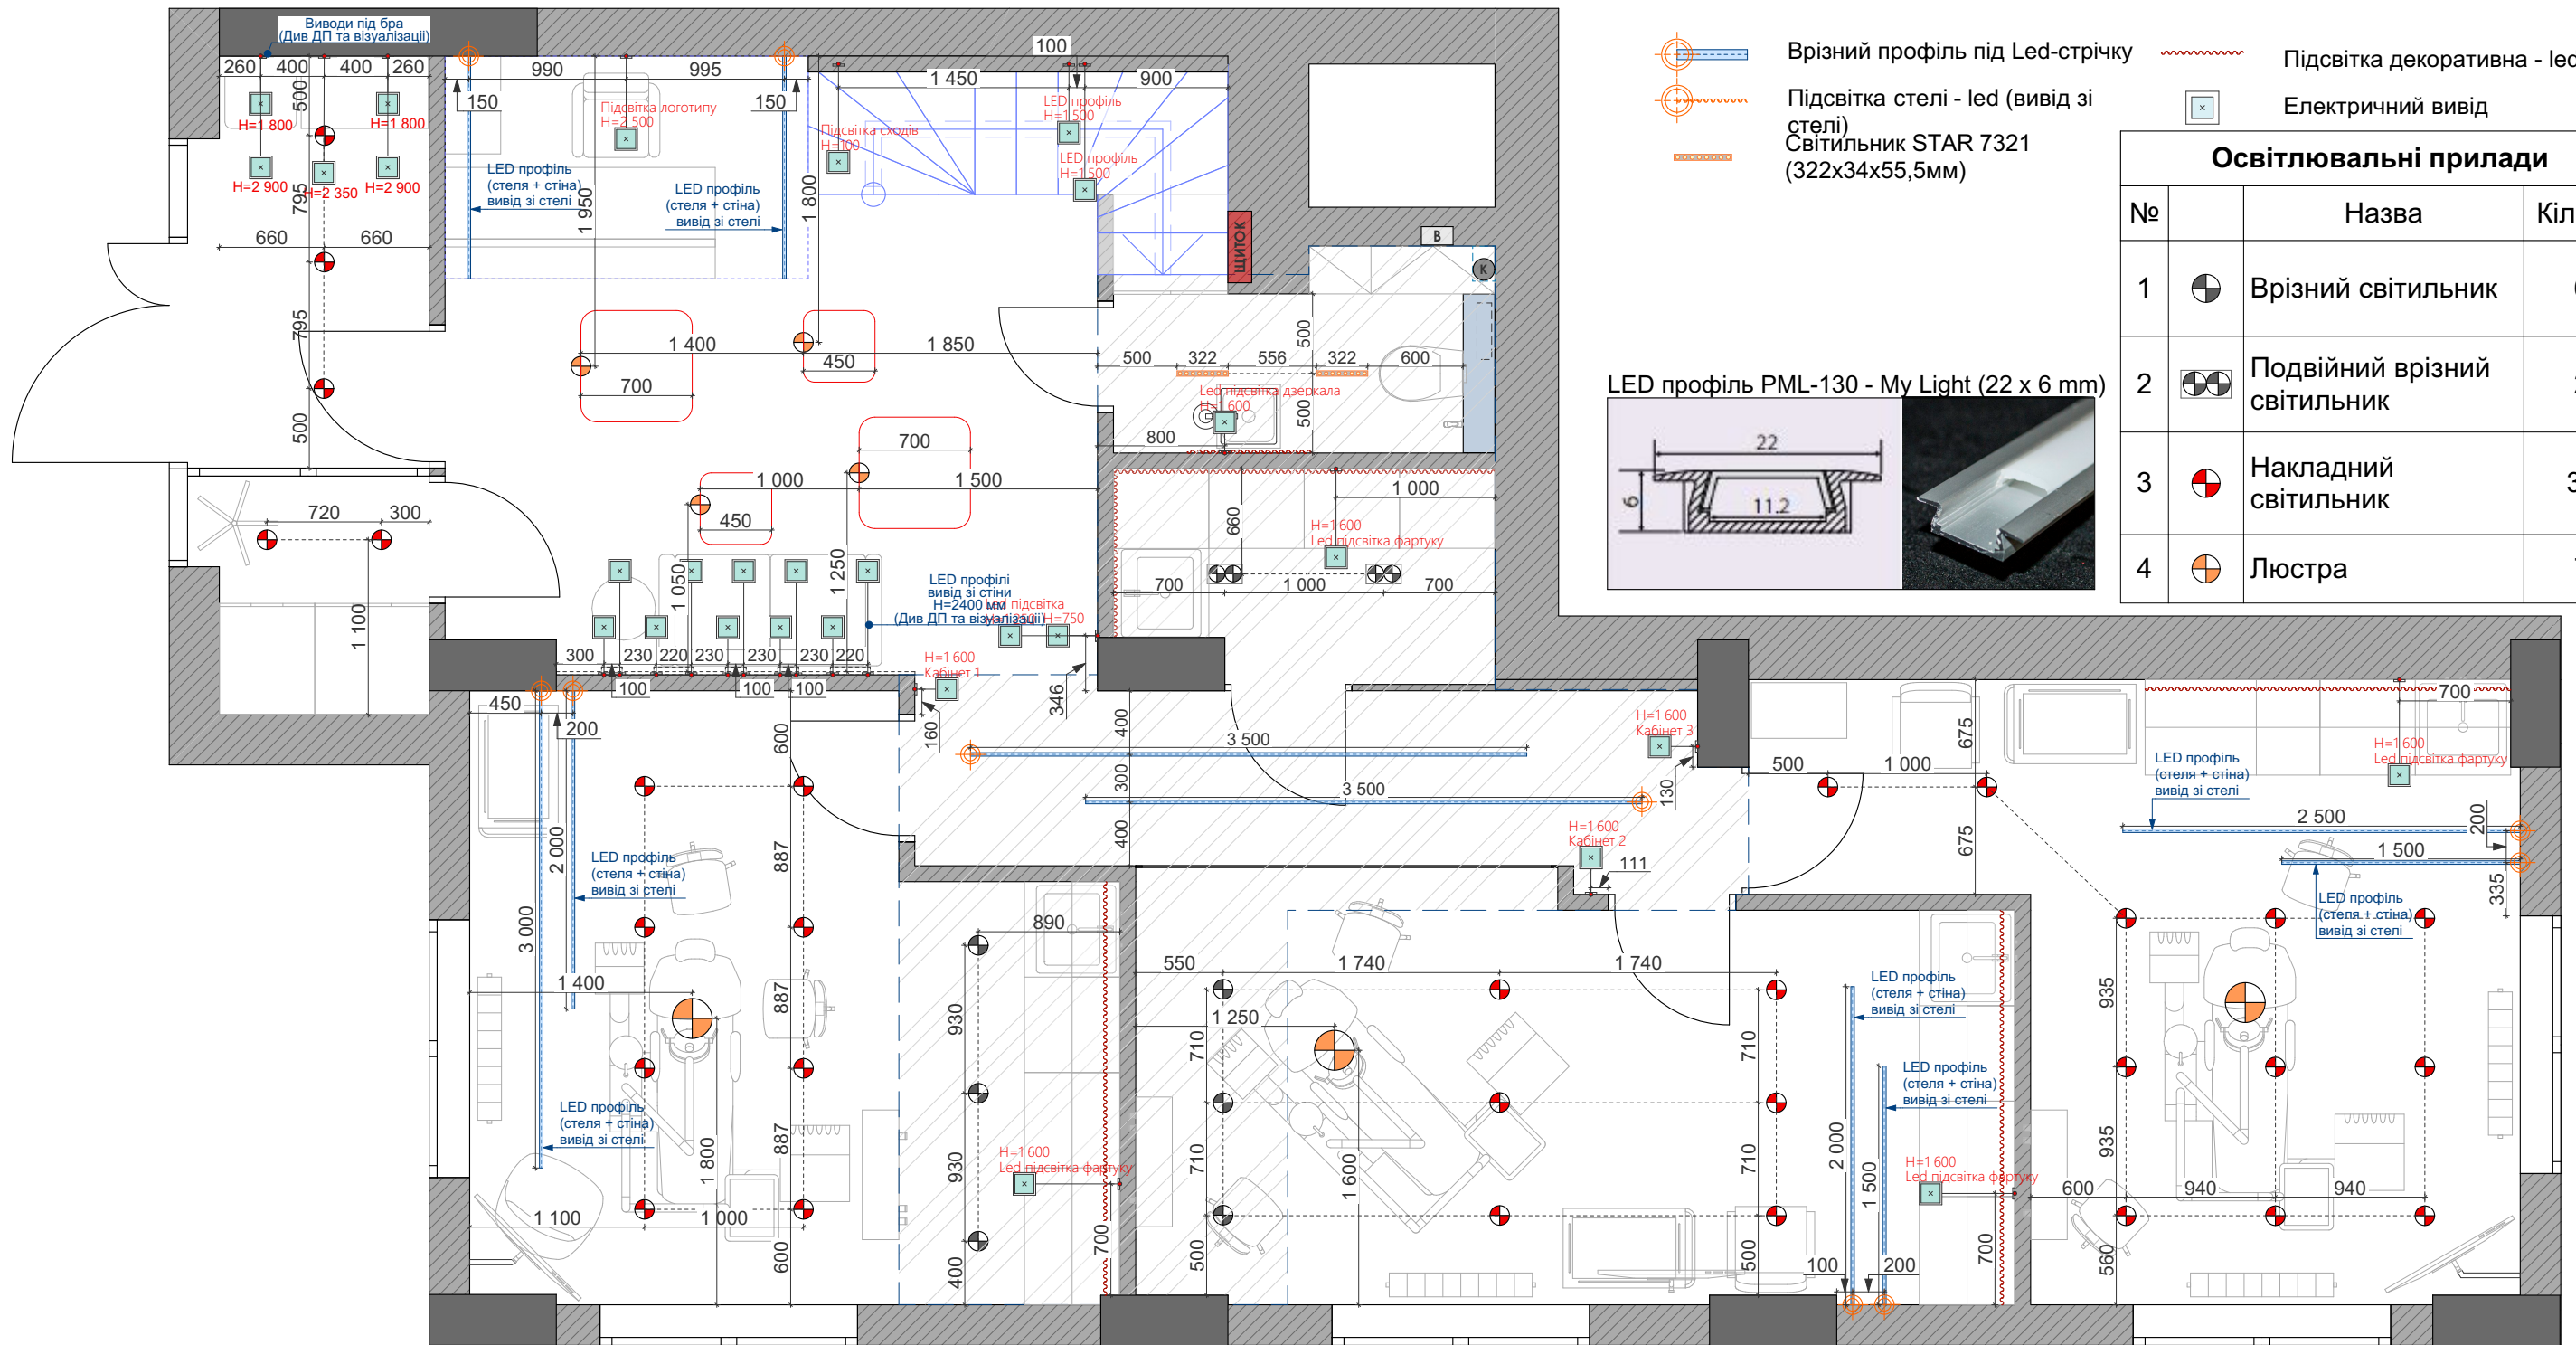 Виводи під бра
(Див ДП та візуалізації)
260
400
400
260
500
H=1 800
H=1 800
H=2 900
H=2 350
H=2 900
795
660
660
795
500
990
995
150
150
Підсвітка логотипу
H=2 500
LED профіль
(стеля + стіна)
вивід зі стелі
LED профіль
(стеля + стіна)
вивід зі стелі
1 950
1 800
100
1 450
900
Підсвітка сходів
H=100
LED профіль
H=1 500
LED профіль
H=1 500
ЩИТОК
В
К
1 400
1 850
450
700
700
1 000
1 500
450
1 050
1 250
500
322
556
322
600
500
500
Led підсвітка дзеркала
H=1 600
800
1 000
660
H=1 600
Led підсвітка фартуку
700
1 000
700
720
300
1 100
LED профілі
вивід зі стіни
H=2400 мм
(Див ДП та візуалізації)
Led підсвітка
H=750
300
230
220
230
230
220
100
100
100
H=1 600
Кабінет 1
346
160
400
300
400
3 500
3 500
H=1 600
Кабінет 3
130
H=1 600
Кабінет 2
111
450
200
600
887
887
887
600
2 000
3 000
LED профіль
(стеля + стіна)
вивід зі стелі
1 400
LED профіль
(стеля + стіна)
вивід зі стелі
1 800
1 100
1 000
890
930
930
400
H=1 600
Led підсвітка фартуку
700
550
1 740
1 740
1 250
710
710
500
710
710
500
1 600
LED профіль
(стеля + стіна)
вивід зі стелі
LED профіль
(стеля + стіна)
вивід зі стелі
2 000
1 500
100
200
H=1 600
Led підсвітка фартуку
700
500
1 000
675
675
700
H=1 600
Led підсвітка фартуку
LED профіль
(стеля + стіна)
вивід зі стелі
2 500
200
1 500
335
LED профіль
(стеля + стіна)
вивід зі стелі
935
935
560
600
940
940
Врізний профіль під Led-стрічку
Підсвітка стелі - led (вивід зі
стелі)
Світильник STAR 7321
(322x34x55,5мм)
Підсвітка декоративна - led
Електричний вивід
LED профіль PML-130 - My Light (22 x 6 mm)
22
6
11.2
Освітлювальні прилади
№ Назва Кіл
1 Врізний світильник
2 Подвійний врізний
світильник
3 Накладний
світильник
4 Люстра